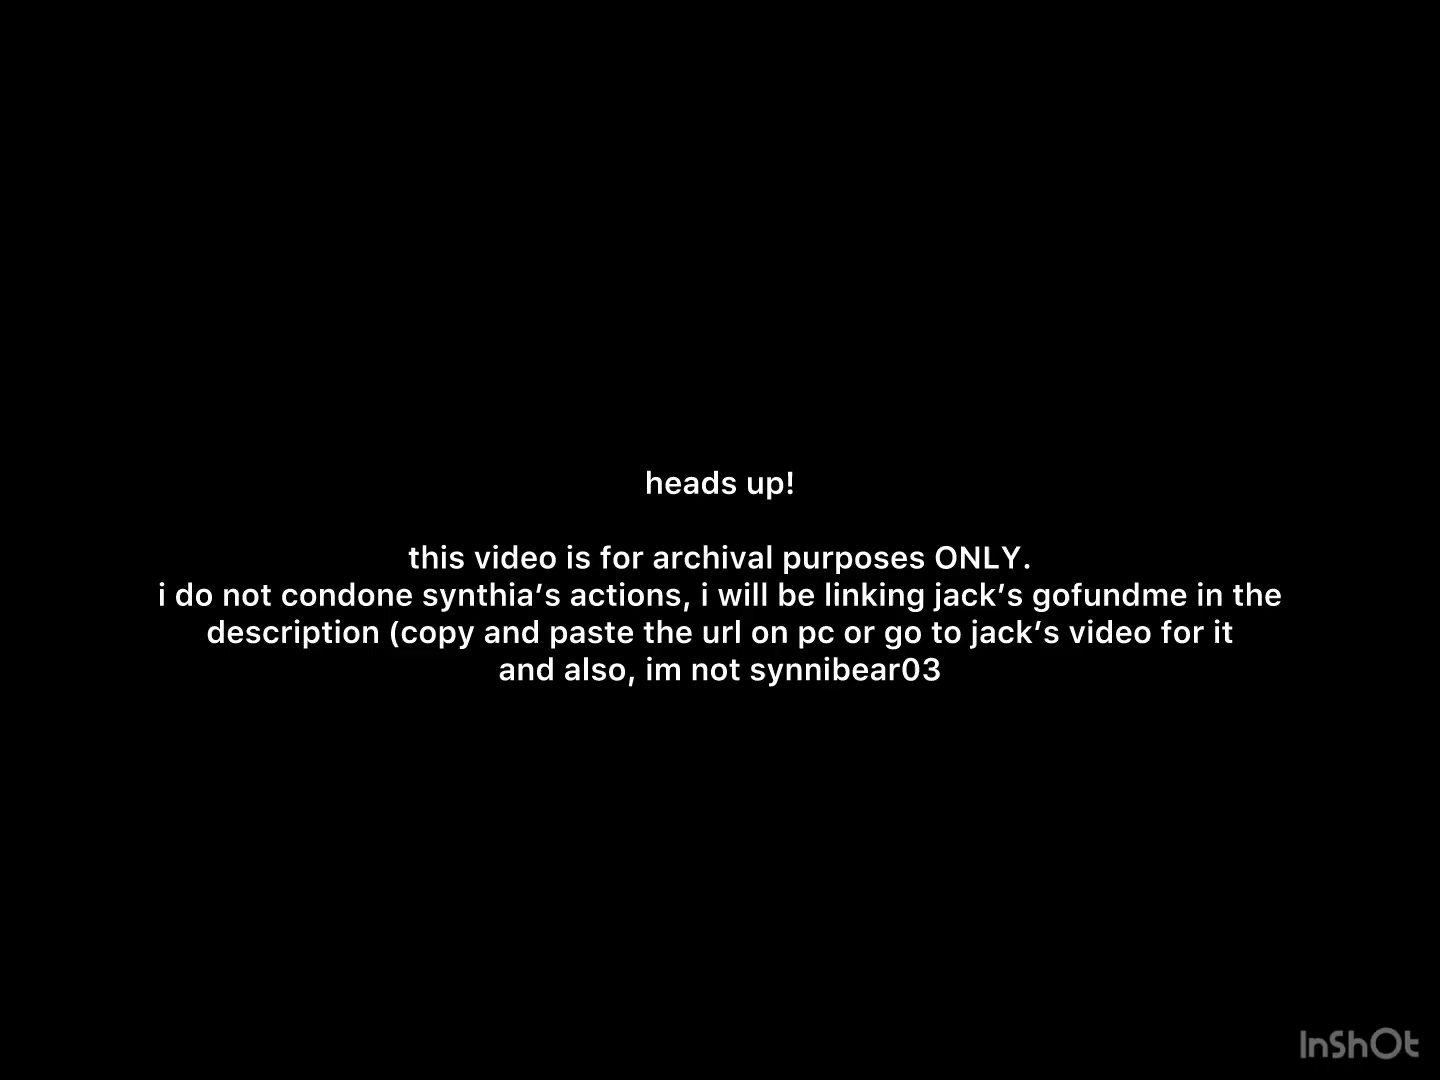 heads up!
this video is for archival purposes ONLY.
i do not condone synthia’s actions, i will be linking jack’s gofundme in the
description (copy and paste the url on pc or go to jack’s video for it
and also, im not synnibear03
InShOt